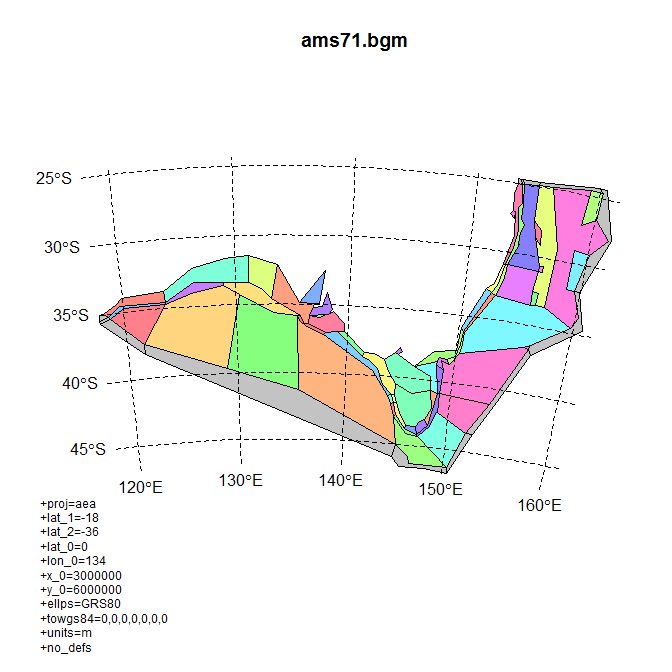 ams71.bgm
25°S
30°S
35°S
40°S
45°S
120°E
130°E
140°E
150°E
160°E
+proj=aea
+lat_1=-18
+lat_2=-36
+lat_0=0
+lon_0=134
+x_0=3000000
+y_0=6000000
+ellps=GRS80
+towgs84=0,0,0,0,0,0,0
+units=m
+no_defs